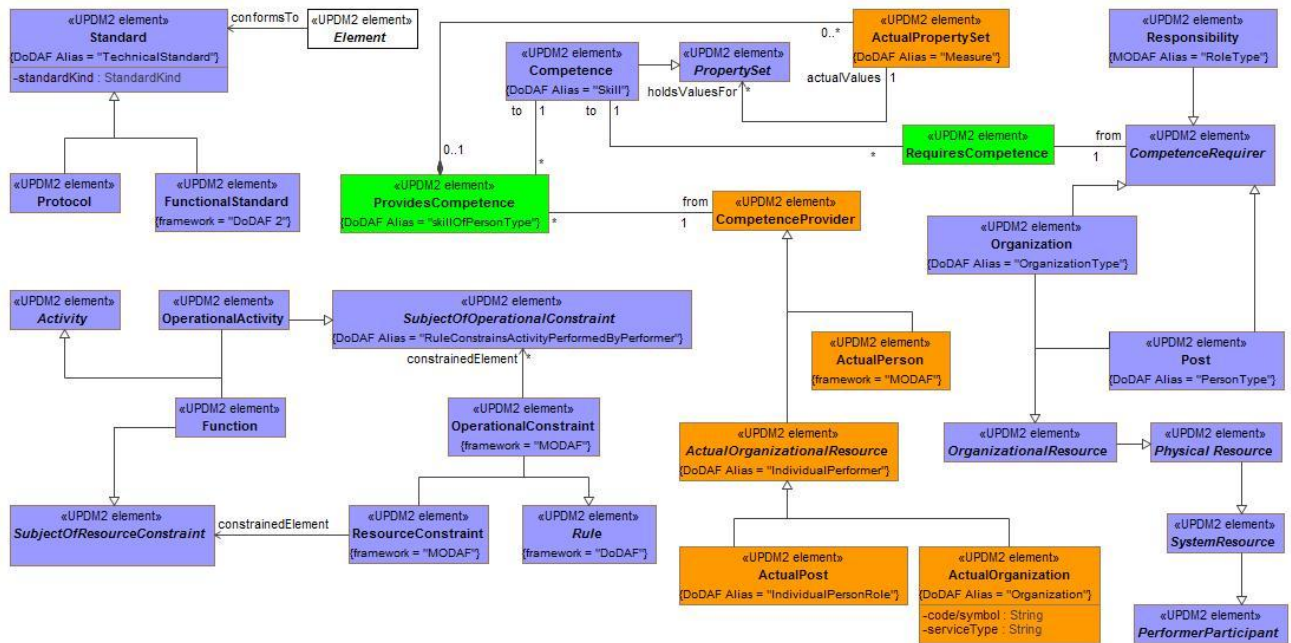 «UPDM2 element»
Standard
{DoDAF Alias = "TechnicalStandard"}
-standardKind : StandardKind
conformsTo
«UPDM2 element»
Element
«UPDM2 element»
Protocol
«UPDM2 element»
FunctionalStandard
{framework = "DoDAF 2"}
«UPDM2 element»
Competence
{DoDAF Alias = "Skill"}
to
1
to
1
«UPDM2 element»
PropertySet
holdsValuesFor
*
0..*
«UPDM2 element»
ActualPropertySet
{DoDAF Alias = "Measure"}
actualValues
1
«UPDM2 element»
Responsibility
{MODAF Alias = "RoleType"}
0..1
*
*
«UPDM2 element»
RequiresCompetence
from
1
«UPDM2 element»
CompetenceRequirer
«UPDM2 element»
ProvidesCompetence
{DoDAF Alias = "skillOfPersonType"}
*
from
1
«UPDM2 element»
CompetenceProvider
«UPDM2 element»
Organization
{DoDAF Alias = "OrganizationType"}
«UPDM2 element»
Activity
«UPDM2 element»
OperationalActivity
«UPDM2 element»
SubjectOfOperationalConstraint
{DoDAF Alias = "RuleConstrainsActivityPerformedByPerformer"}
constrainedElement
*
«UPDM2 element»
ActualPerson
{framework = "MODAF"}
«UPDM2 element»
Post
{DoDAF Alias = "PersonType"}
«UPDM2 element»
Function
«UPDM2 element»
OperationalConstraint
{framework = "MODAF"}
«UPDM2 element»
ActualOrganizationalResource
{DoDAF Alias = "IndividualPerformer"}
«UPDM2 element»
OrganizationalResource
«UPDM2 element»
Physical Resource
«UPDM2 element»
SubjectOfResourceConstraint
constrainedElement
«UPDM2 element»
ResourceConstraint
{framework = "MODAF"}
«UPDM2 element»
Rule
{framework = "DoDAF"}
«UPDM2 element»
SystemResource
«UPDM2 element»
ActualPost
{DoDAF Alias = "IndividualPersonRole"}
«UPDM2 element»
ActualOrganization
{DoDAF Alias = "Organization"}
-code/symbol : String
-serviceType : String
«UPDM2 element»
PerformerParticipant